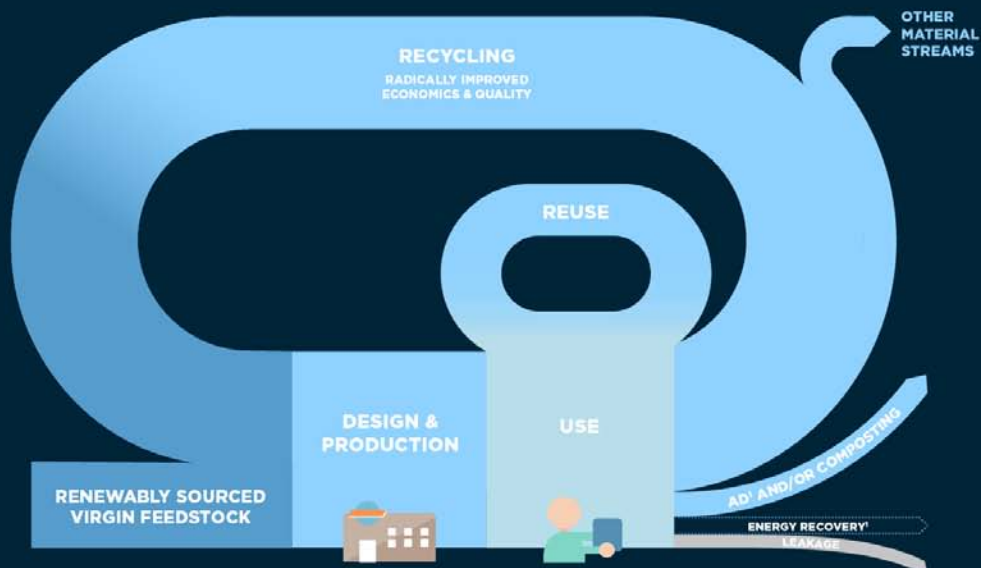 OTHER
MATERIAL
STREAMS
RECYCLING
RADICALLY IMPROVED
ECONOMICS & QUALITY
REUSE
DESIGN &
PRODUCTION
USE
RENEWABLY SOURCED
VIRGIN FEEDSTOCK
AD¹ AND/OR COMPOSTING
ENERGY RECOVERY¹
LEAKAGE